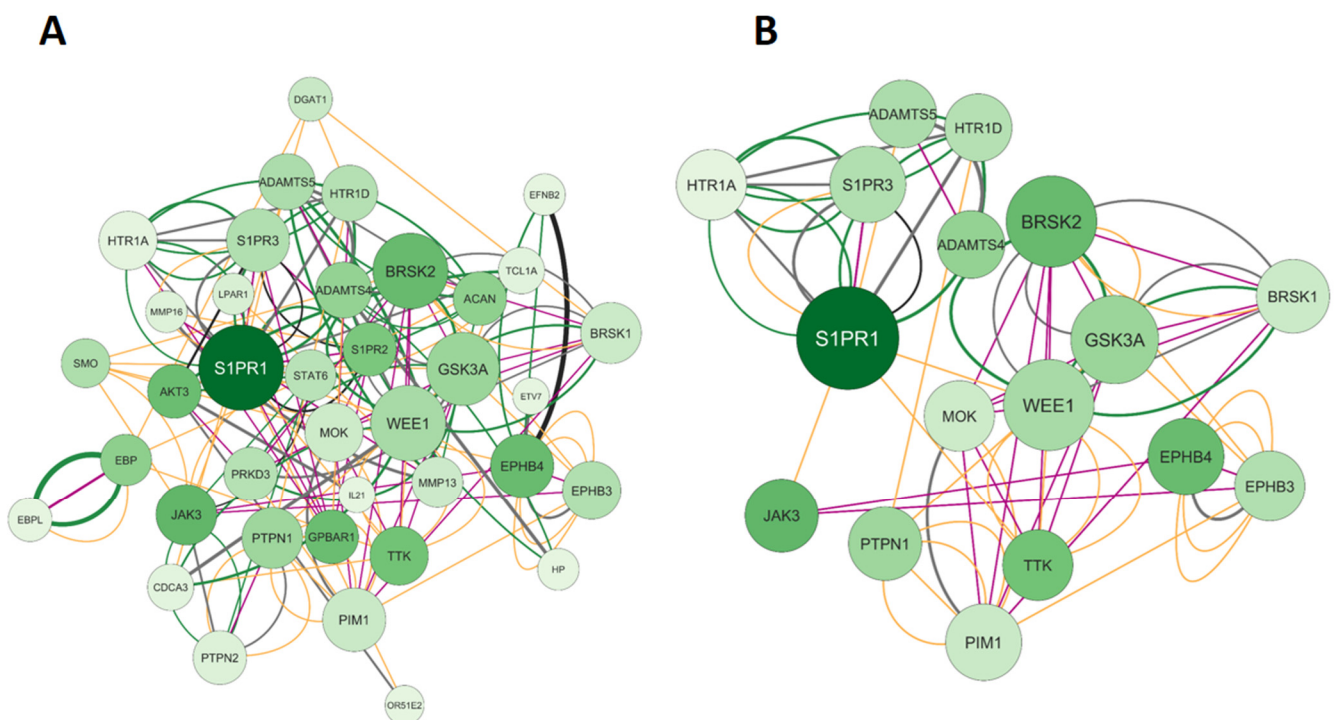 A
DGAT1
ADAMTS5
HTR1D
EFNB2
HTR1A
S1PR3
BRSK2
TCL1A
LPAR1
ADAMTS4
ACAN
MMP16
BRSK1
S1PR2
SMO
S1PR1
STAT6
GSK3A
AKT3
ETV7
MOK
WEE1
EBP
PRKD3
MMP13
EPHB4
EPHB3
IL21
EBPL
JAK3
PTPN1
GPBAR1
TTK
HP
CDCA3
PIM1
PTPN2
OR51E2
B
ADAMTS5
HTR1D
HTR1A
S1PR3
BRSK2
ADAMTS4
BRSK1
S1PR1
GSK3A
MOK
WEE1
EPHB4
EPHB3
JAK3
PTPN1
TTK
PIM1